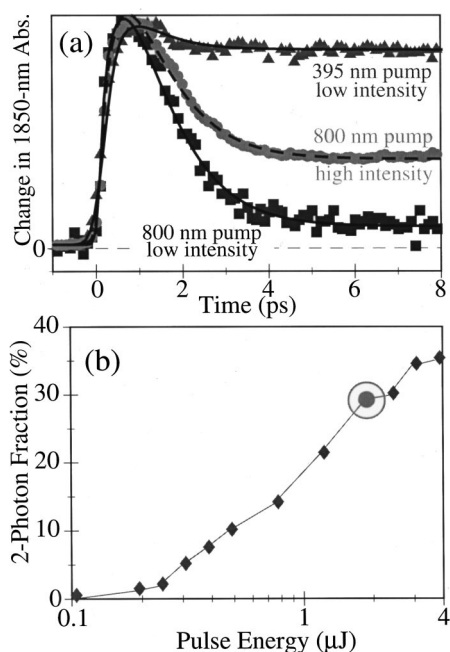 (a)
395 nm pump
low intensity
800 nm pump
high intensity
800 nm pump
low intensity
Change in 1850-nm Abs.
0
0 2 4 6 8
Time (ps)
(b)
2-Photon Fraction (%)
40
30
20
10
0
0.1 1 4
Pulse Energy (μJ)